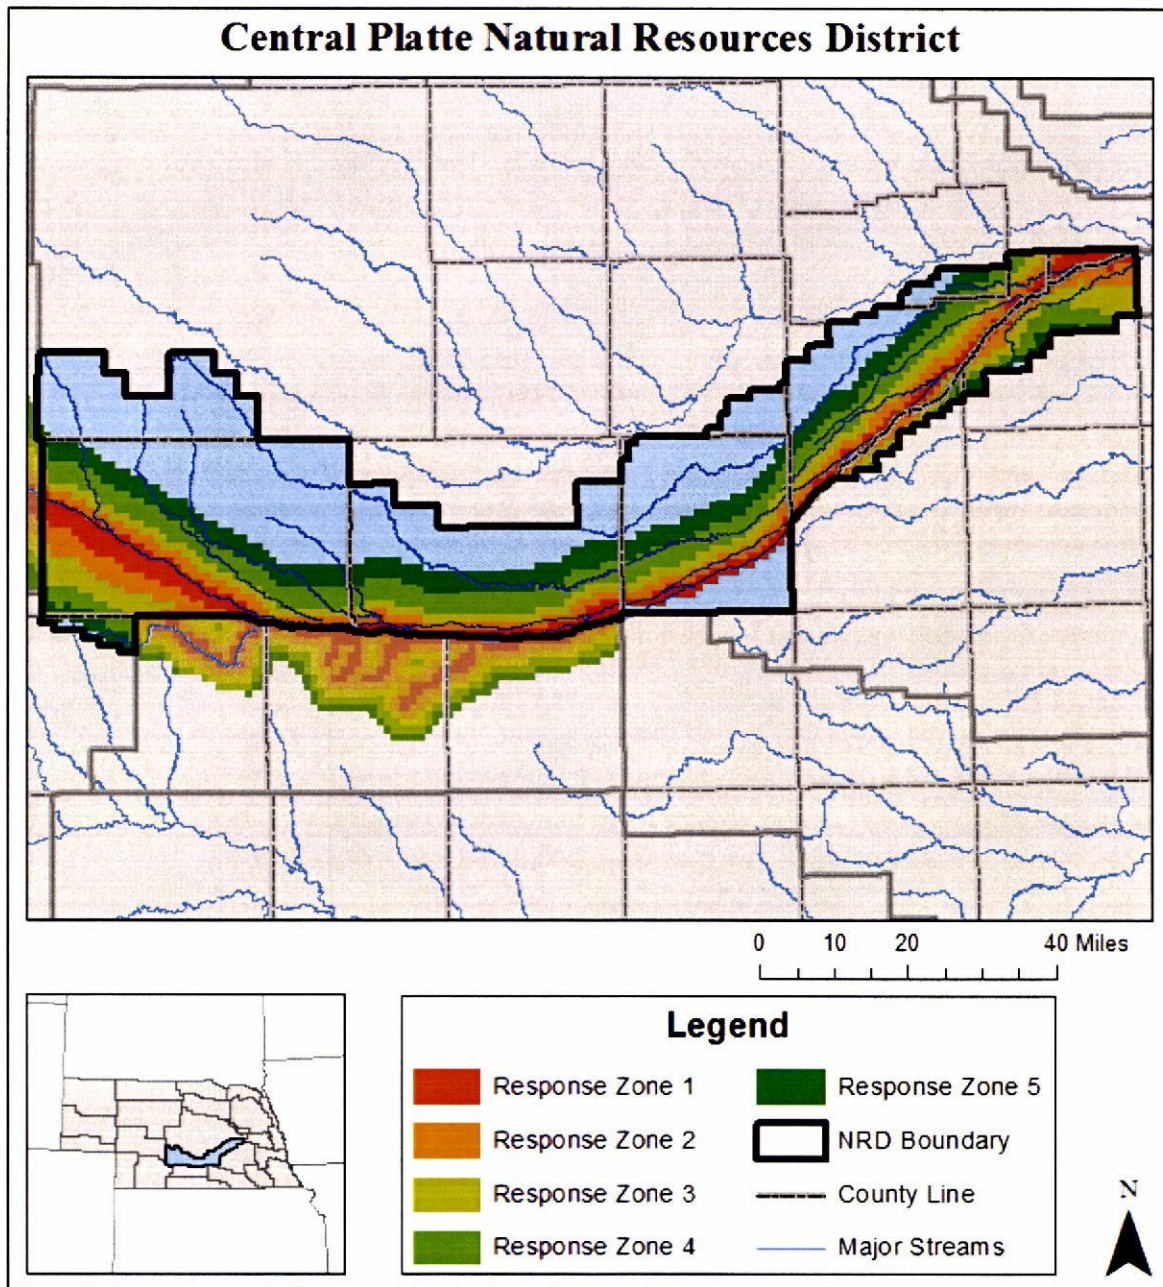 Central Platte Natural Resources District
0 10 20 40 Miles
Legend
Response Zone 1
Response Zone 2
Response Zone 3
Response Zone 4
Response Zone 5
NRD Boundary
County Line
Major Streams
N